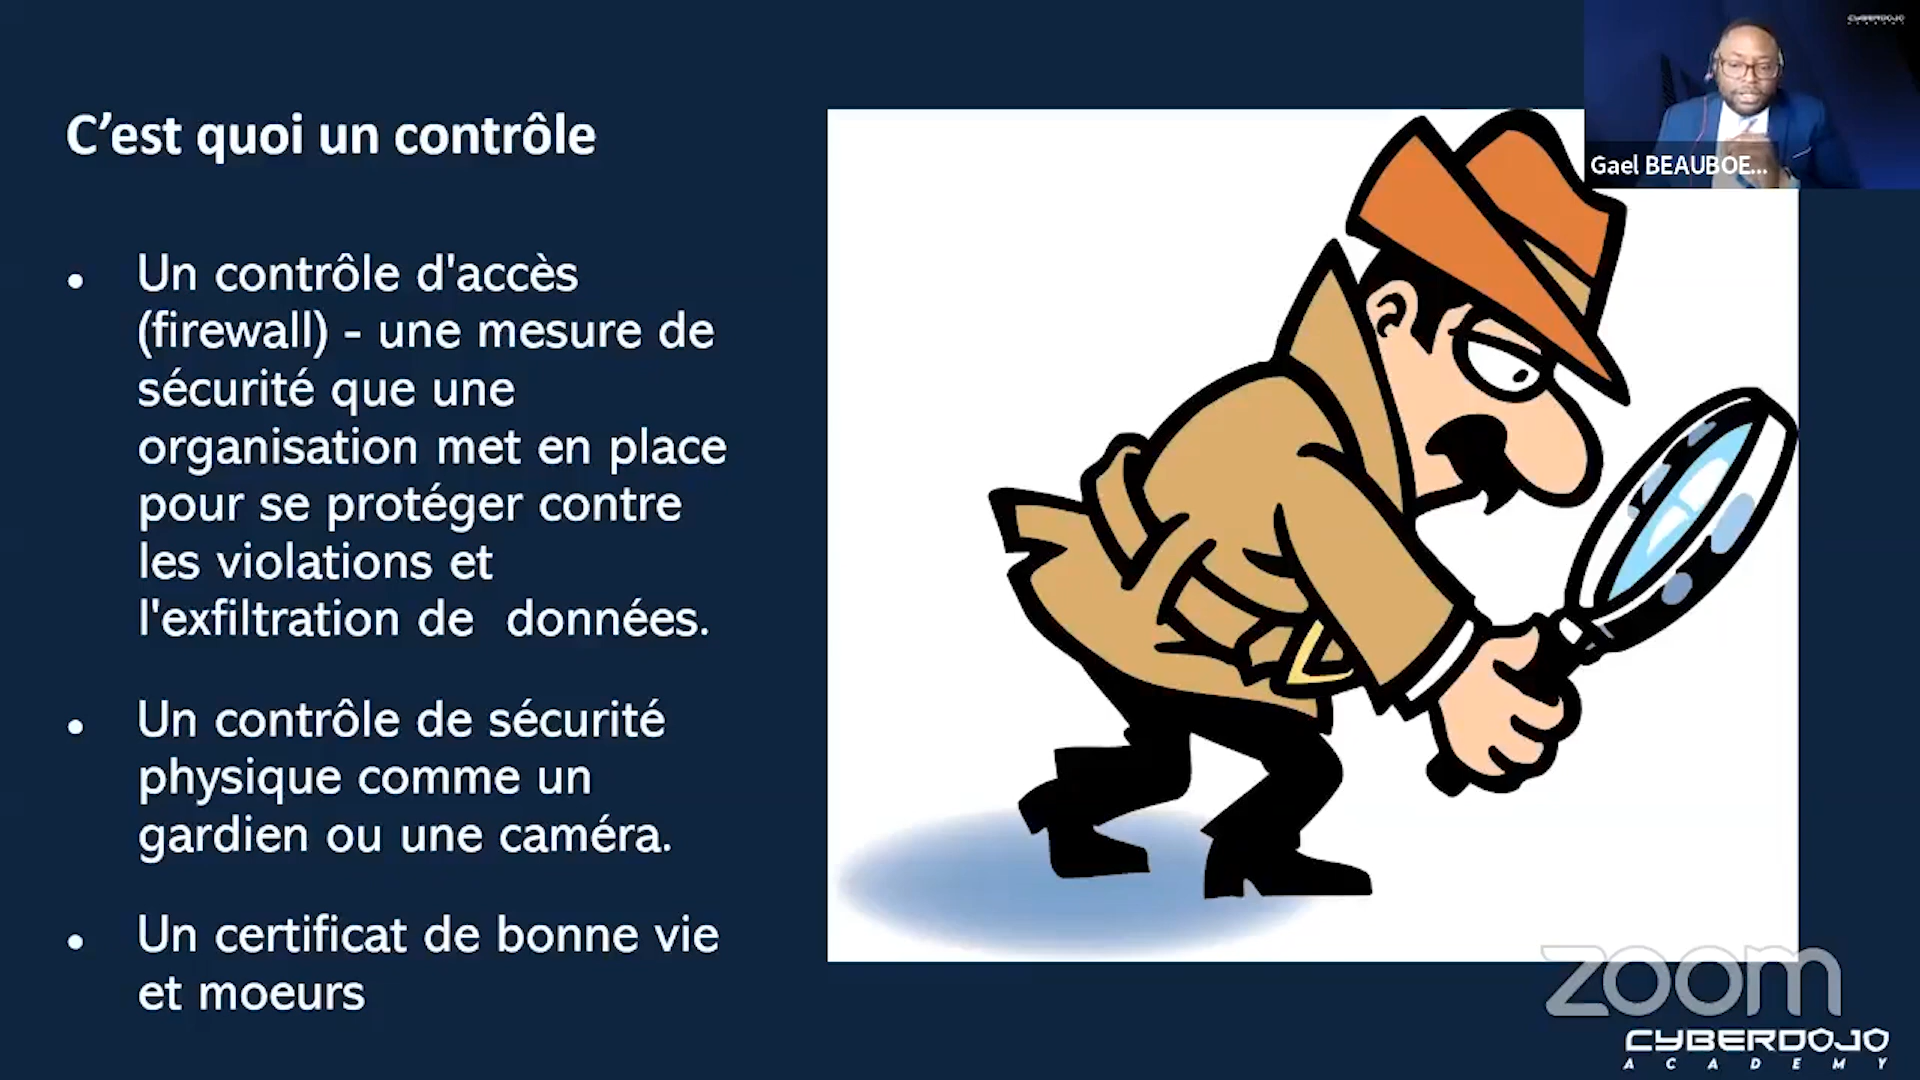 CYBERDOJO
C'est quoi un contrôle
Gael BEAUBOE...
• Un contrôle d'accès
(firewall) - une mesure de
sécurité que une
organisation met en place
pour se protéger contre
les violations et
l'exfiltration de  données.
• Un contrôle de sécurité
physique comme un
gardien ou une caméra.
• Un certificat de bonne vie
et moeurs
zoom
CYBERDOJO
ACADEMY